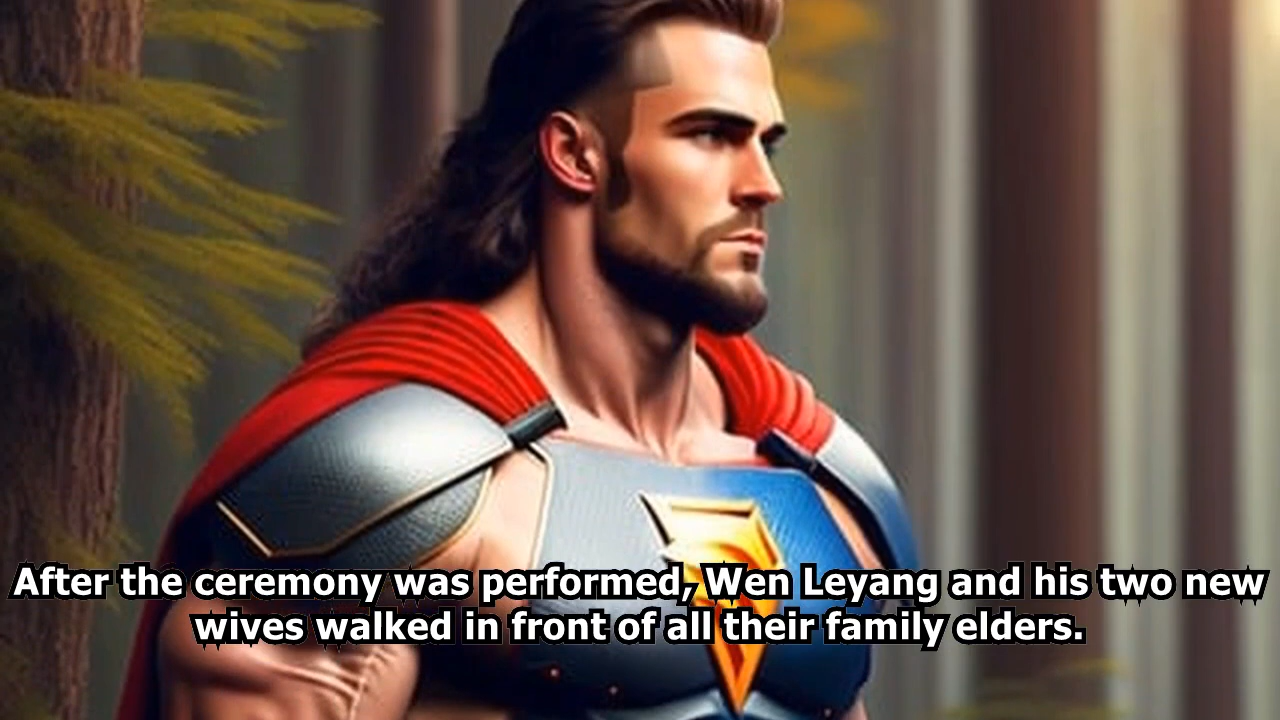 After the ceremony was performed, Wen Leyang and his two new
wives walked in front of all their family elders.